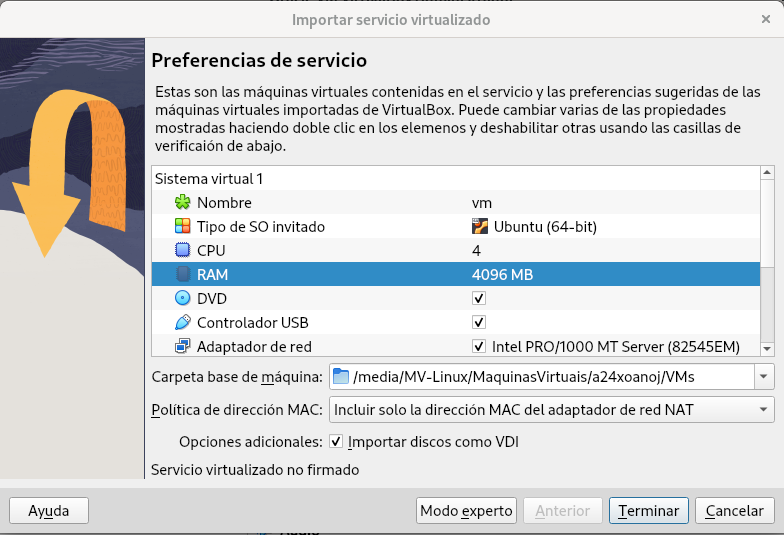 Importar servicio virtualizado
Preferencias de servicio
Estas son las máquinas virtuales contenidas en el servicio y las preferencias sugeridas de las
máquinas virtuales importadas de VirtualBox. Puede cambiar varias de las propiedades
mostradas haciendo doble clic en los elemenos y deshabilitar otras usando las casillas de
verificaión de abajo.
Sistema virtual 1
Nombre vm
Tipo de SO invitado Ubuntu (64-bit)
CPU 4
RAM 4096 MB
DVD
Controlador USB
Adaptador de red Intel PRO/1000 MT Server (82545EM)
Carpeta base de máquina: /media/MV-Linux/MaquinasVirtuais/a24xoanoj/VMs
Política de dirección MAC: Incluir solo la dirección MAC del adaptador de red NAT
Opciones adicionales: Importar discos como VDI
Servicio virtualizado no firmado
Ayuda Modo experto Anterior Terminar Cancelar